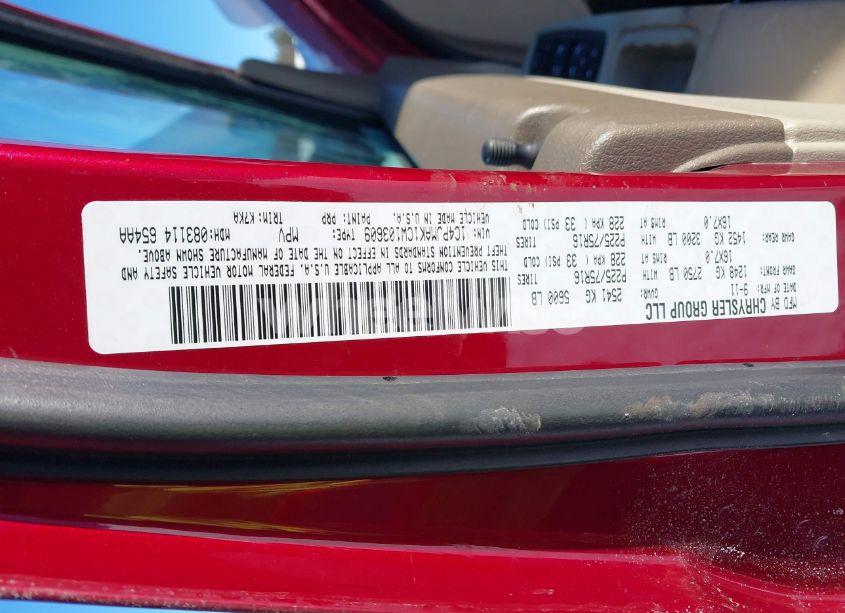 MFD BY CHRYSLER GROUP LLC
DATE OF MFR: GVWR:
9-11 2541 KG 5600 LB
GAWR FRONT: WITH
1248 KG 2750 LB P225/75R16
RIMS AT
16X7.0 228 KPA( 33 PSI) COLD
GAWR REAR: WITH
1452 KG 3200 LB P225/75R16
RIMS AT
16X7.0 228 KPA( 33 PSI) COLD
THIS VEHICLE CONFORMS TO ALL APPLICABLE U.S.A. FEDERAL MOTOR VEHICLE SAFETY AND
THEFT PREVENTION STANDARDS IN EFFECT ON THE DATE OF MANUFACTURE SHOWN ABOVE.
VIN: 1C4PJMAK1CW103609 TYPE: MPV MDH:083114 654AA
VEHICLE MADE IN U.S.A. PAINT: PRP TRIM: K7KA